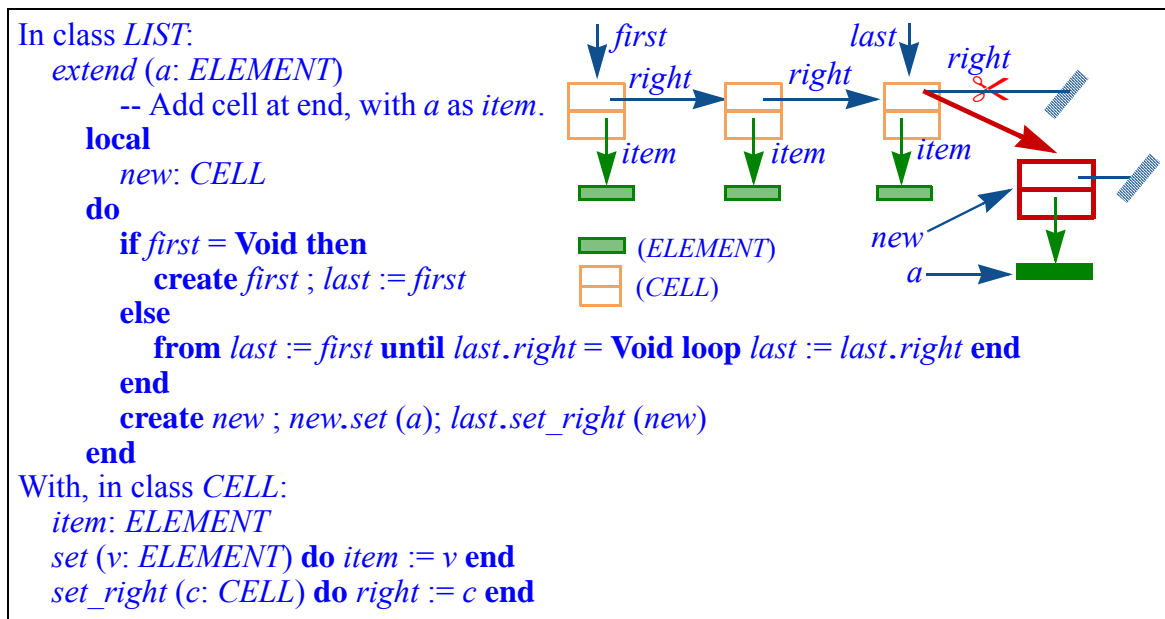 In class LIST:
extend (a: ELEMENT)
-- Add cell at end, with a as item.
local
new: CELL
do
if first = Void then
create first ; last := first
else
from last := first until last.right = Void loop last := last.right end
end
create new ; new.set (a); last.set_right (new)
end
With, in class CELL:
item: ELEMENT
set (v: ELEMENT) do item := v end
set_right (c: CELL) do right := c end
first
last
right
right
right
item
item
item
new
a
(ELEMENT)
(CELL)